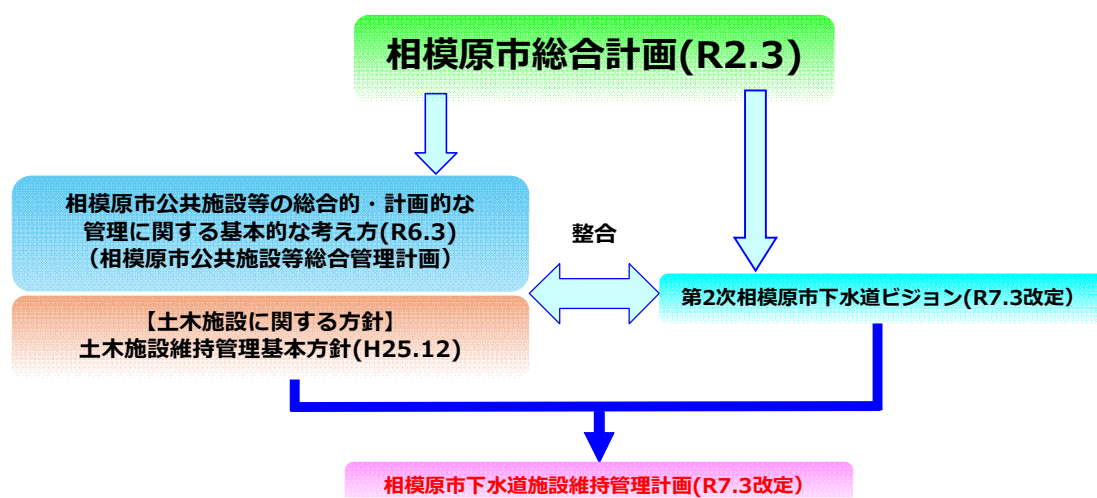 相模原市総合計画(R2.3)
相模原市公共施設等の総合的・計画的な
管理に関する基本的な考え方(R6.3)
（相模原市公共施設等総合管理計画）
整合
第2次相模原市下水道ビジョン(R7.3改定）
【土木施設に関する方針】
土木施設維持管理基本方針(H25.12)
相模原市下水道施設維持管理計画(R7.3改定）